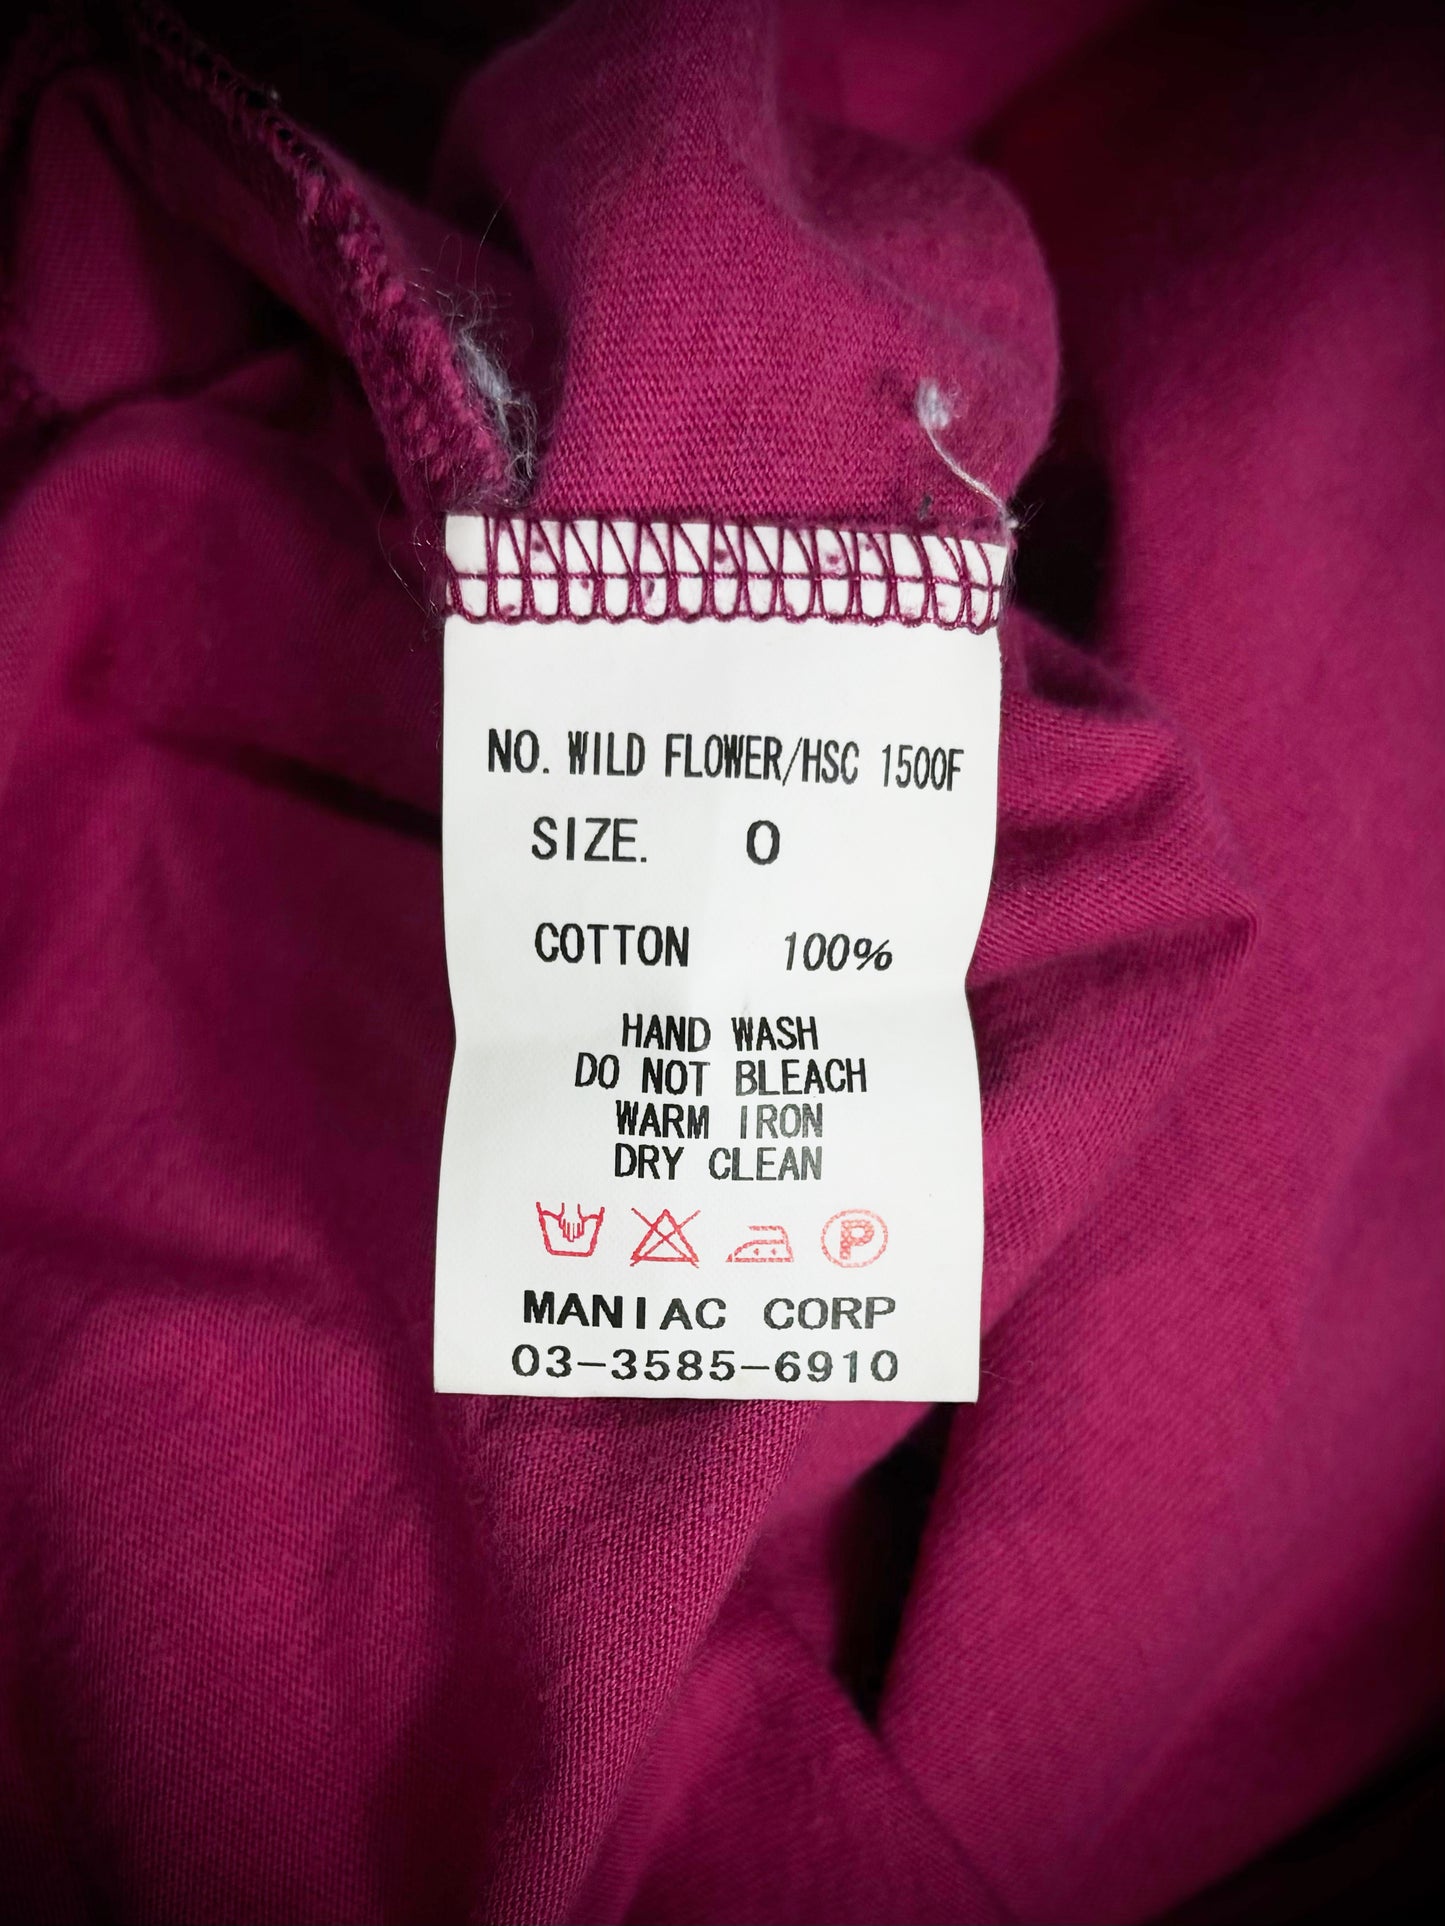 NO. WILD FLOWER/HSC 1500F
SIZE. 0
COTTON 100%
HAND WASH
DO NOT BLEACH
WARM IRON
DRY CLEAN
P
MANIAC CORP
03-3585-6910